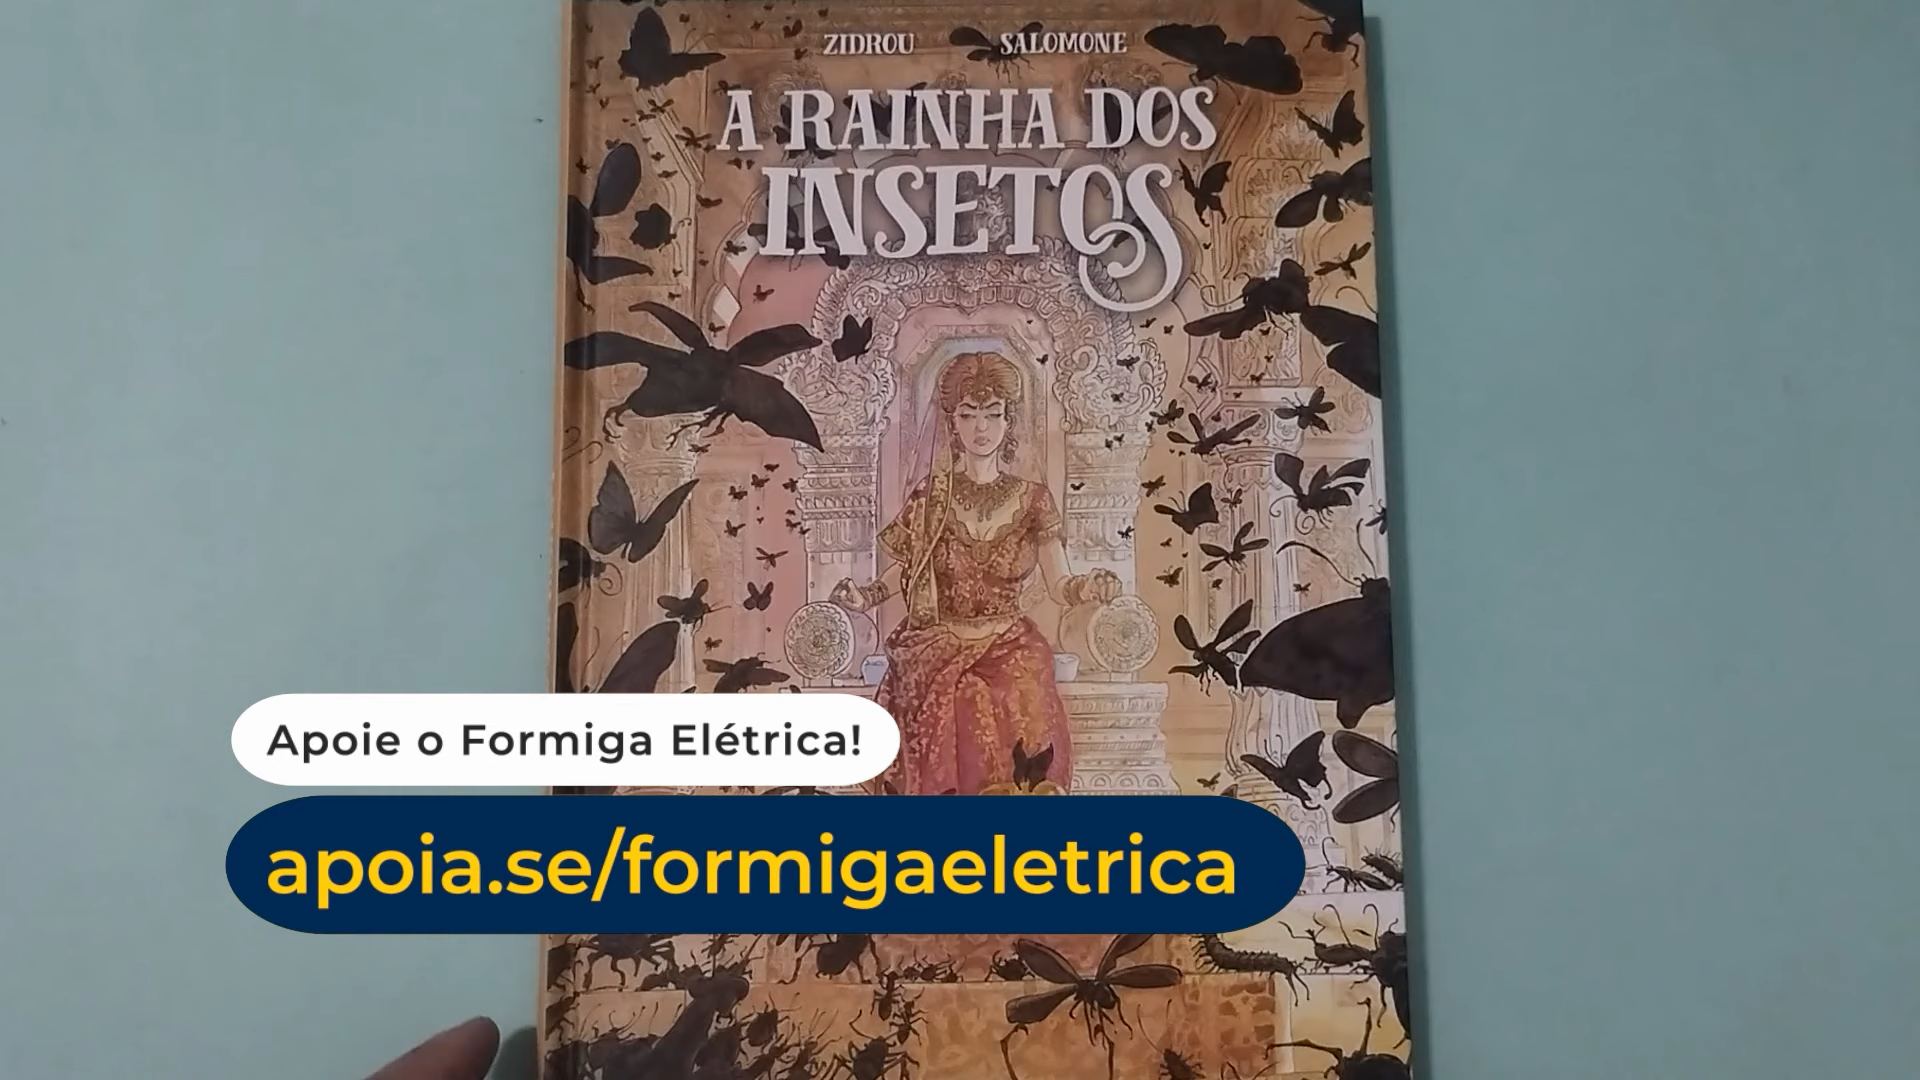 ZIDROU SALOMONE
A RAINHA DOS
INSETOS
Apoie o Formiga Elétrica!
apoia.se/formigaeletrica